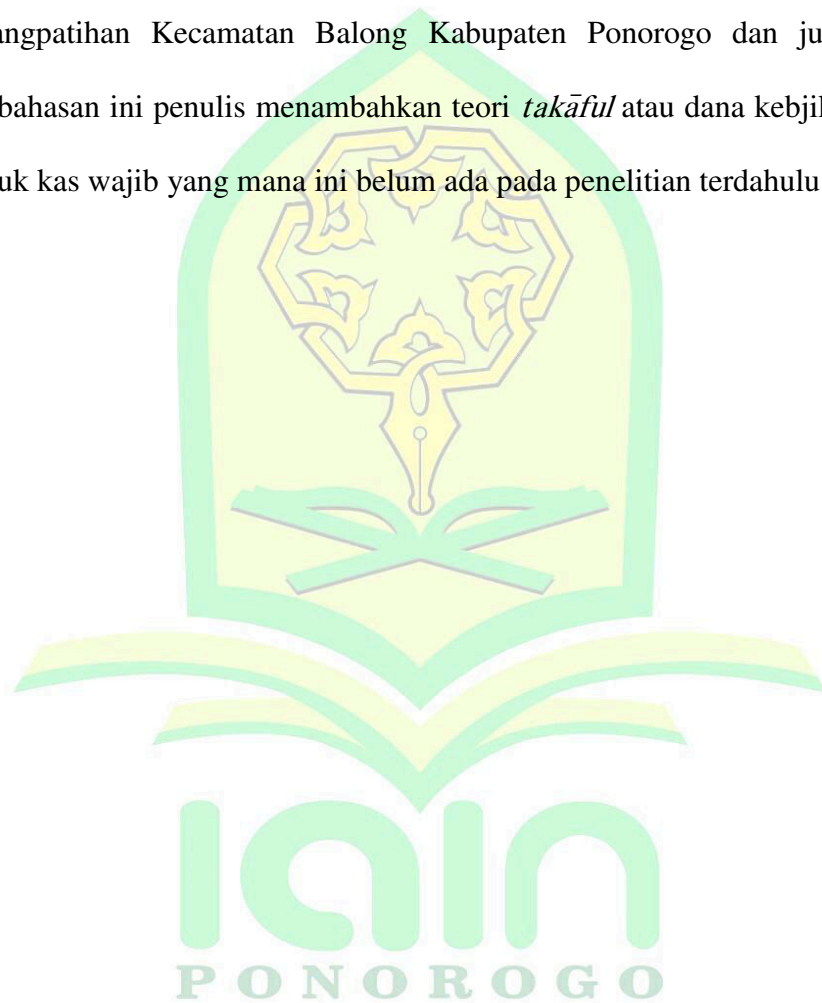 angpatihan Kecamatan Balong Kabupaten Ponorogo dan ju
bahasan ini penulis menambahkan teori takāful atau dana kebjil
uk kas wajib yang mana ini belum ada pada penelitian terdahulu
iain
PONOROGO